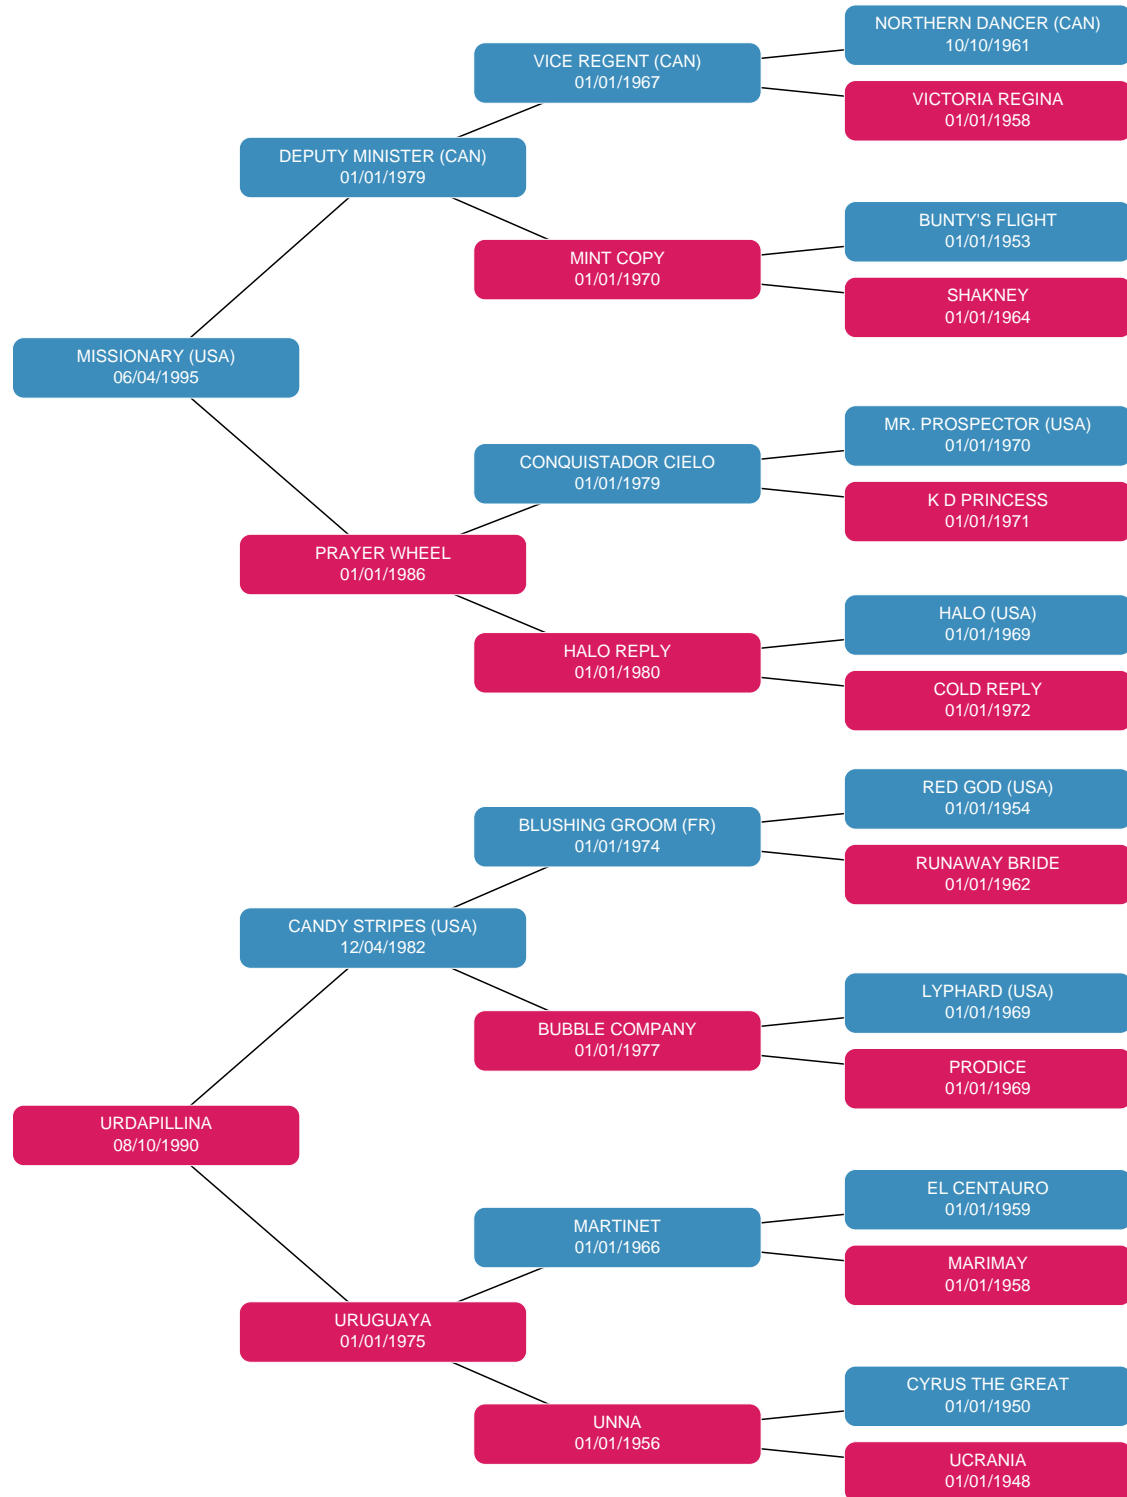 NORTHERN DANCER (CAN)
10/10/1961
VICE REGENT (CAN)
01/01/1967
VICTORIA REGINA
01/01/1958
DEPUTY MINISTER (CAN)
01/01/1979
BUNTY'S FLIGHT
01/01/1953
MINT COPY
01/01/1970
SHAKNEY
01/01/1964
MISSIONARY (USA)
06/04/1995
MR. PROSPECTOR (USA)
01/01/1970
CONQUISTADOR CIELO
01/01/1979
K D PRINCESS
01/01/1971
PRAYER WHEEL
01/01/1986
HALO (USA)
01/01/1969
HALO REPLY
01/01/1980
COLD REPLY
01/01/1972
RED GOD (USA)
01/01/1954
BLUSHING GROOM (FR)
01/01/1974
RUNAWAY BRIDE
01/01/1962
CANDY STRIPES (USA)
12/04/1982
LYPHARD (USA)
01/01/1969
BUBBLE COMPANY
01/01/1977
PRODICE
01/01/1969
URDAPILLINA
08/10/1990
EL CENTAURO
01/01/1959
MARTINET
01/01/1966
MARIMAY
01/01/1958
URUGUAYA
01/01/1975
CYRUS THE GREAT
01/01/1950
UNNA
01/01/1956
UCRANIA
01/01/1948